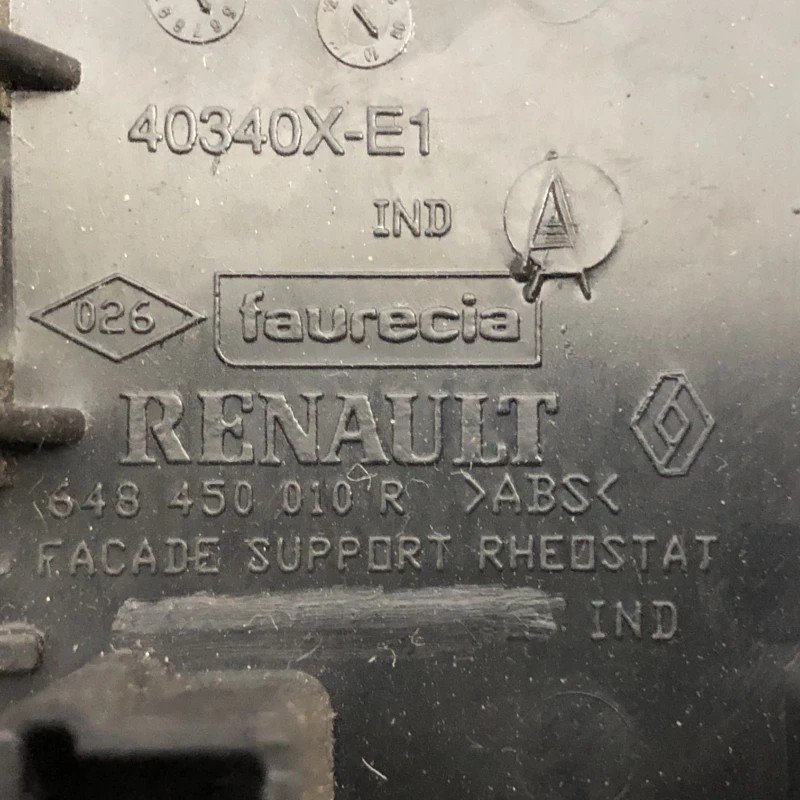 40340X-E1
IND A
026 faurecia
RENAULT
648 450 010 R >ABS<
FACADE SUPPORT RHEOSTAT
IND